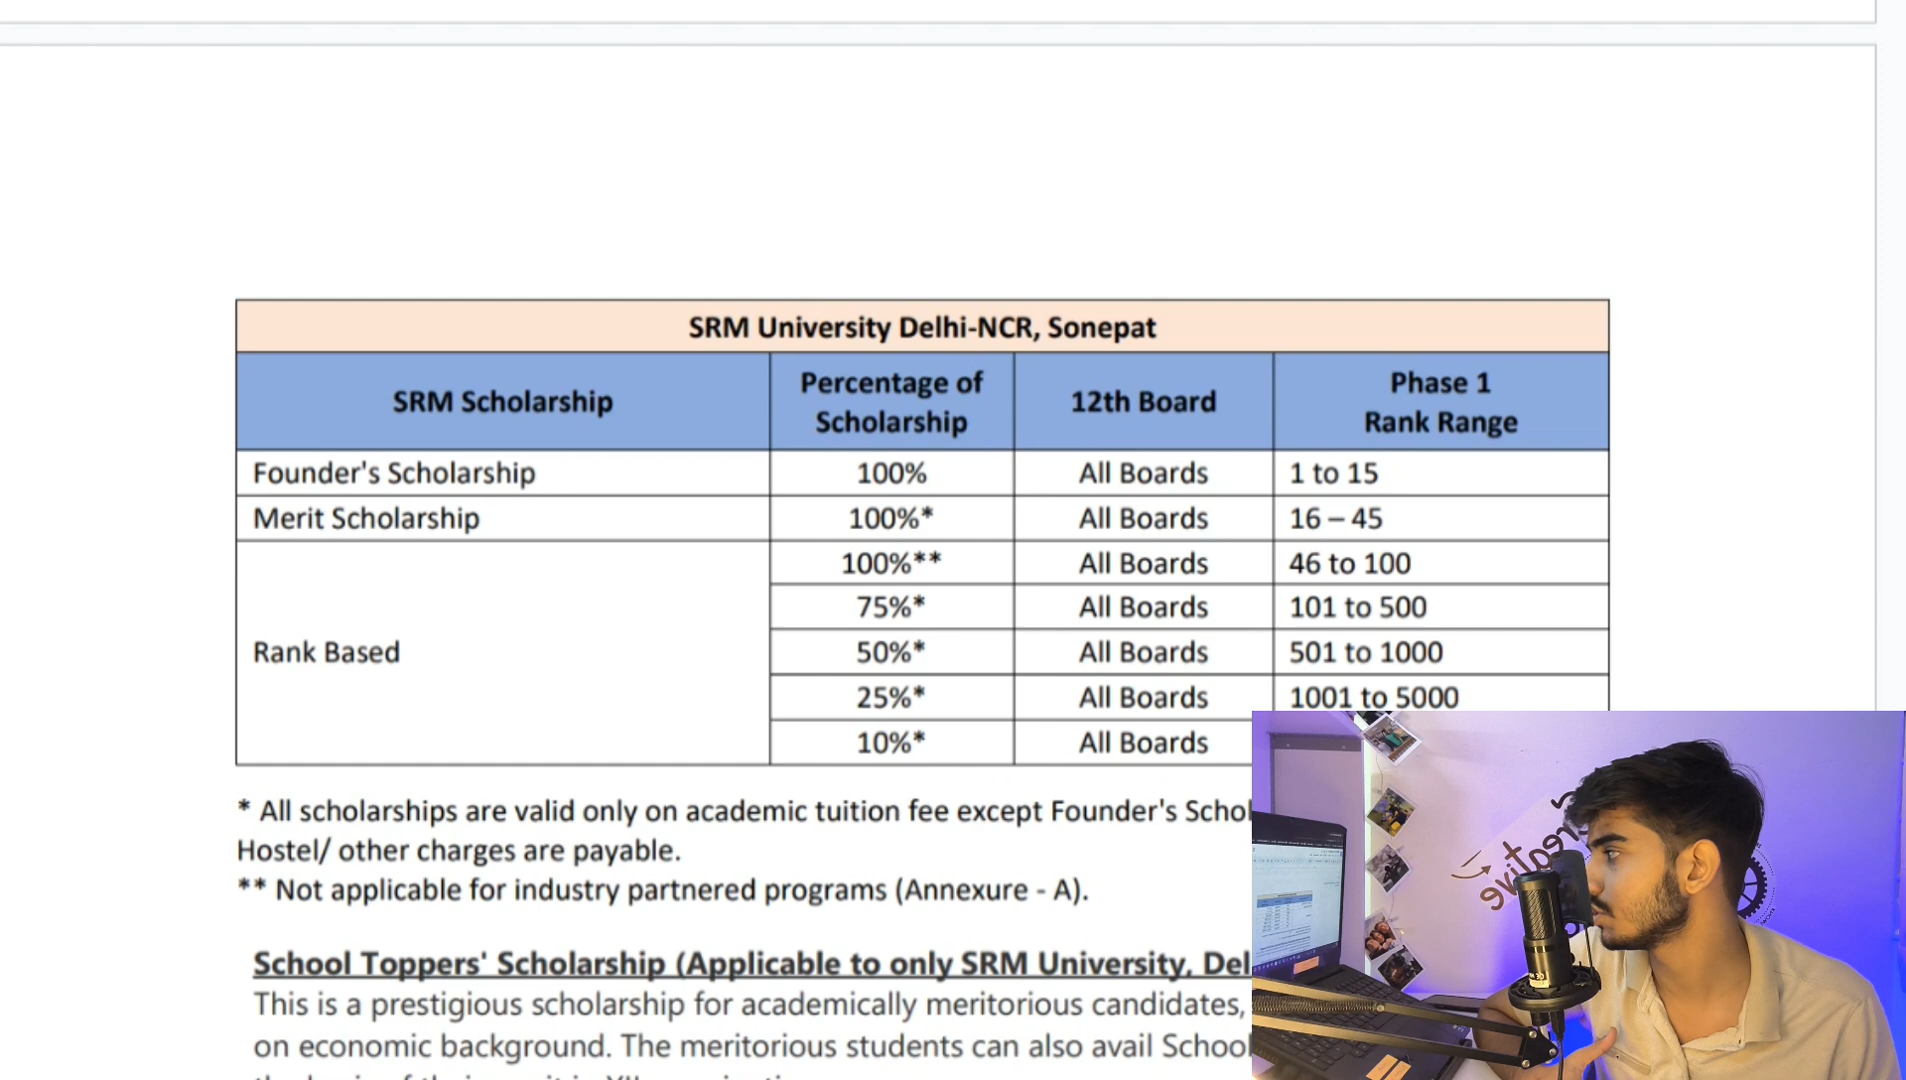 SRM University Delhi-NCR, Sonepat
SRM Scholarship
Percentage of
Scholarship
12th Board
Phase 1
Rank Range
Founder's Scholarship 100% All Boards 1 to 15
Merit Scholarship 100%* All Boards 16 – 45
100%** All Boards 46 to 100
75%* All Boards 101 to 500
Rank Based 50%* All Boards 501 to 1000
25%* All Boards 1001 to 5000
10%* All Boards
* All scholarships are valid only on academic tuition fee except Founder's
Hostel/ other charges are payable.
** Not applicable for industry partnered programs (Annexure - A).
School Toppers' Scholarship (Applicable to only SRM University,
This is a prestigious scholarship for academically meritorious candidates,
on economic background. The meritorious students can also avail School
Creative